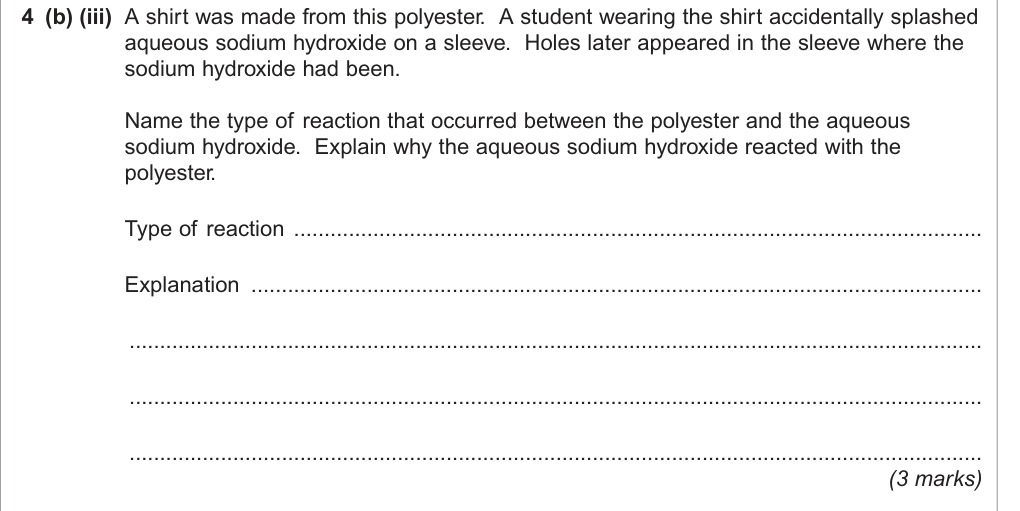 4 (b) (iii) A shirt was made from this polyester. A student wearing the shirt accidentally splashed
aqueous sodium hydroxide on a sleeve. Holes later appeared in the sleeve where the
sodium hydroxide had been.
Name the type of reaction that occurred between the polyester and the aqueous
sodium hydroxide. Explain why the aqueous sodium hydroxide reacted with the
polyester.
Type of reaction ....................................................................................................................
Explanation ...........................................................................................................................
................................................................................................................................................
................................................................................................................................................
................................................................................................................................................
(3 marks)